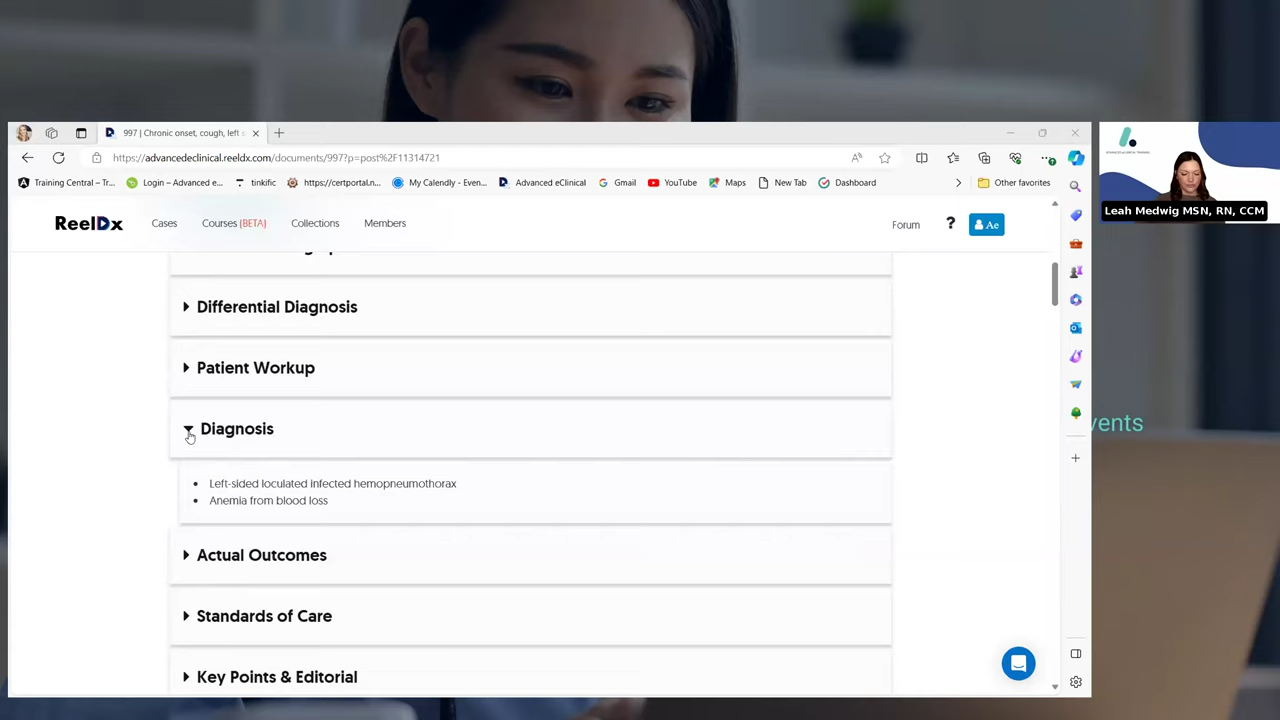 997 | Chronic onset, cough, left s
https://advancedeclinical.reeldx.com/documents/997?p=post%2F11314721
Training Central – Tr...
Login – Advanced e...
tinkific
https://certportal.n...
My Calendly - Even...
Advanced eClinical
Gmail
YouTube
Maps
New Tab
Dashboard
Other favorites
Leah Medwig MSN, RN, CCM
ReelDx
Cases
Courses (BETA)
Collections
Members
Forum
?
Ae
Differential Diagnosis
Patient Workup
Diagnosis
Left-sided loculated infected hemopneumothorax
Anemia from blood loss
Actual Outcomes
Standards of Care
Key Points & Editorial
vents